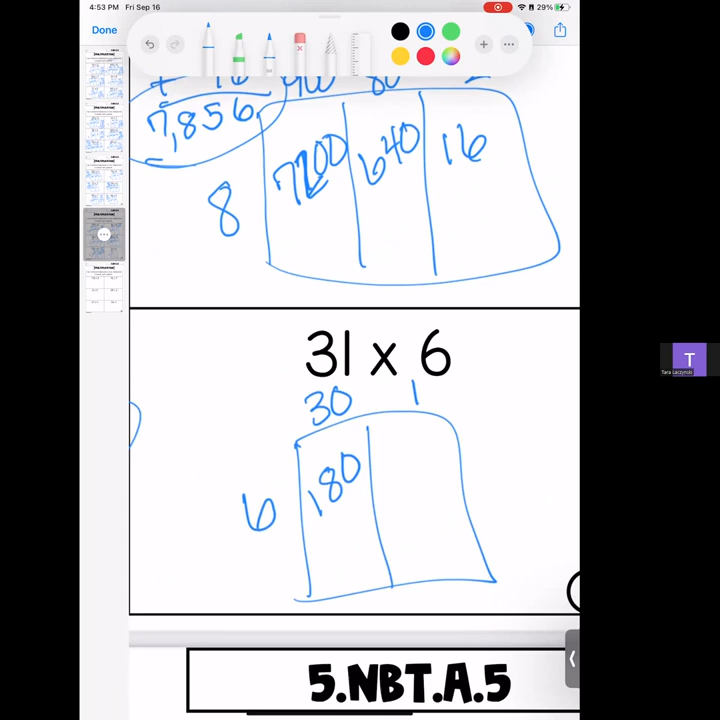 4:53 PM Fri Sep 16
29%
Done
7,856
8 7200 640 16
31 x 6
30 1
6 180
T
Tara Laczynski
5.NBT.A.5